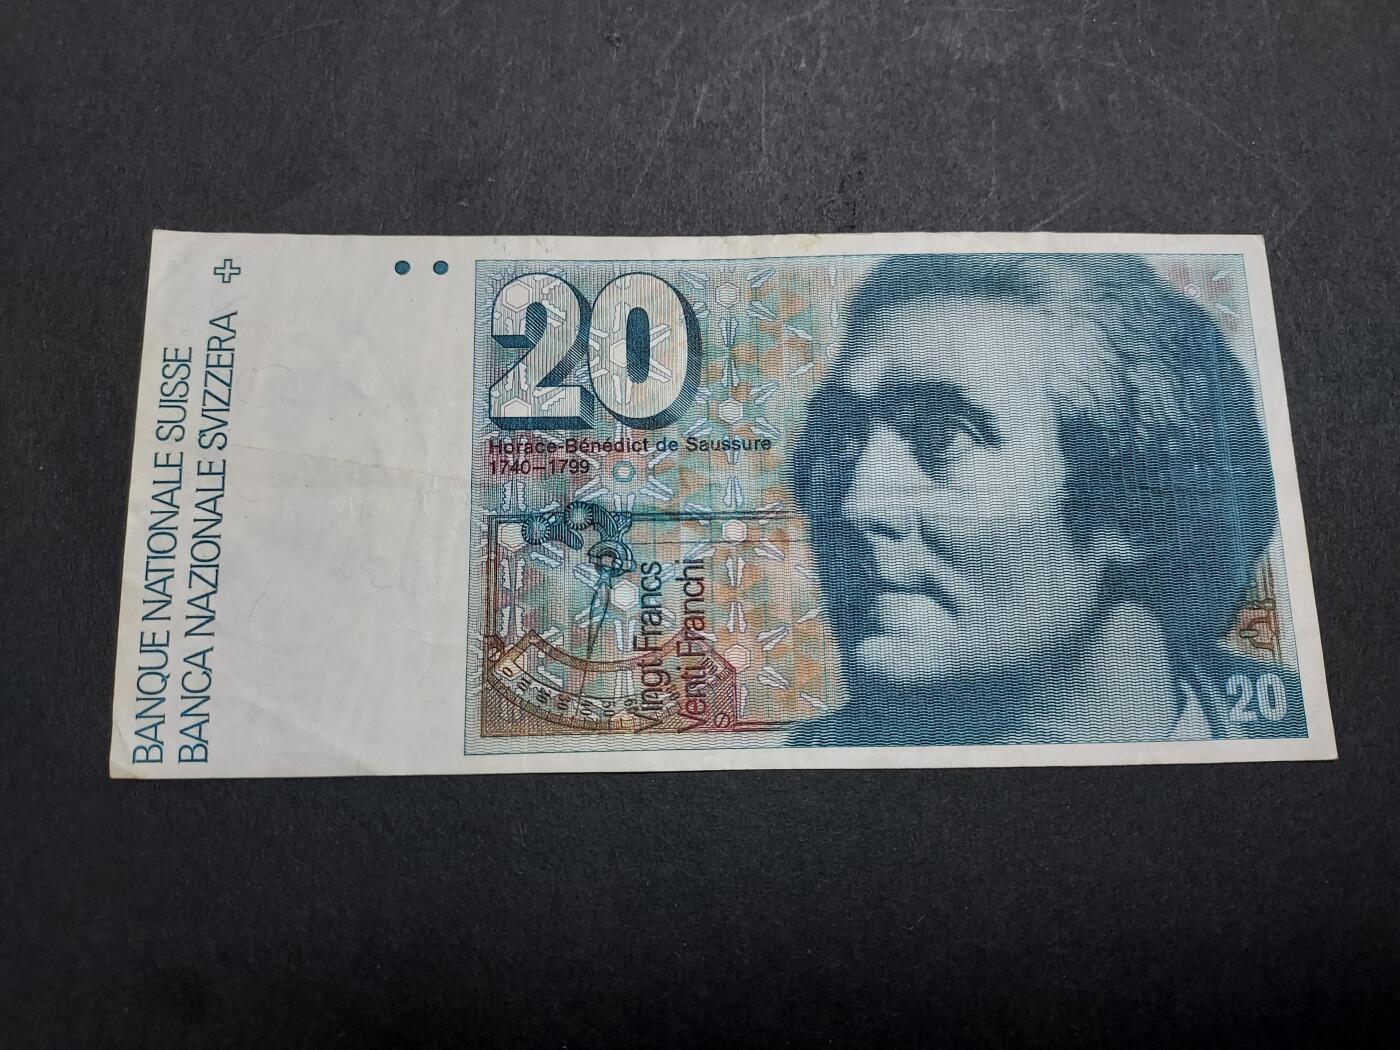 BANQUE NATIONALE SUISSE
BANCA NAZIONALE SVIZZERA
20
Horace-Bénédict de Saussure
1740–1799
Vingt Francs
Venti Franchi
20